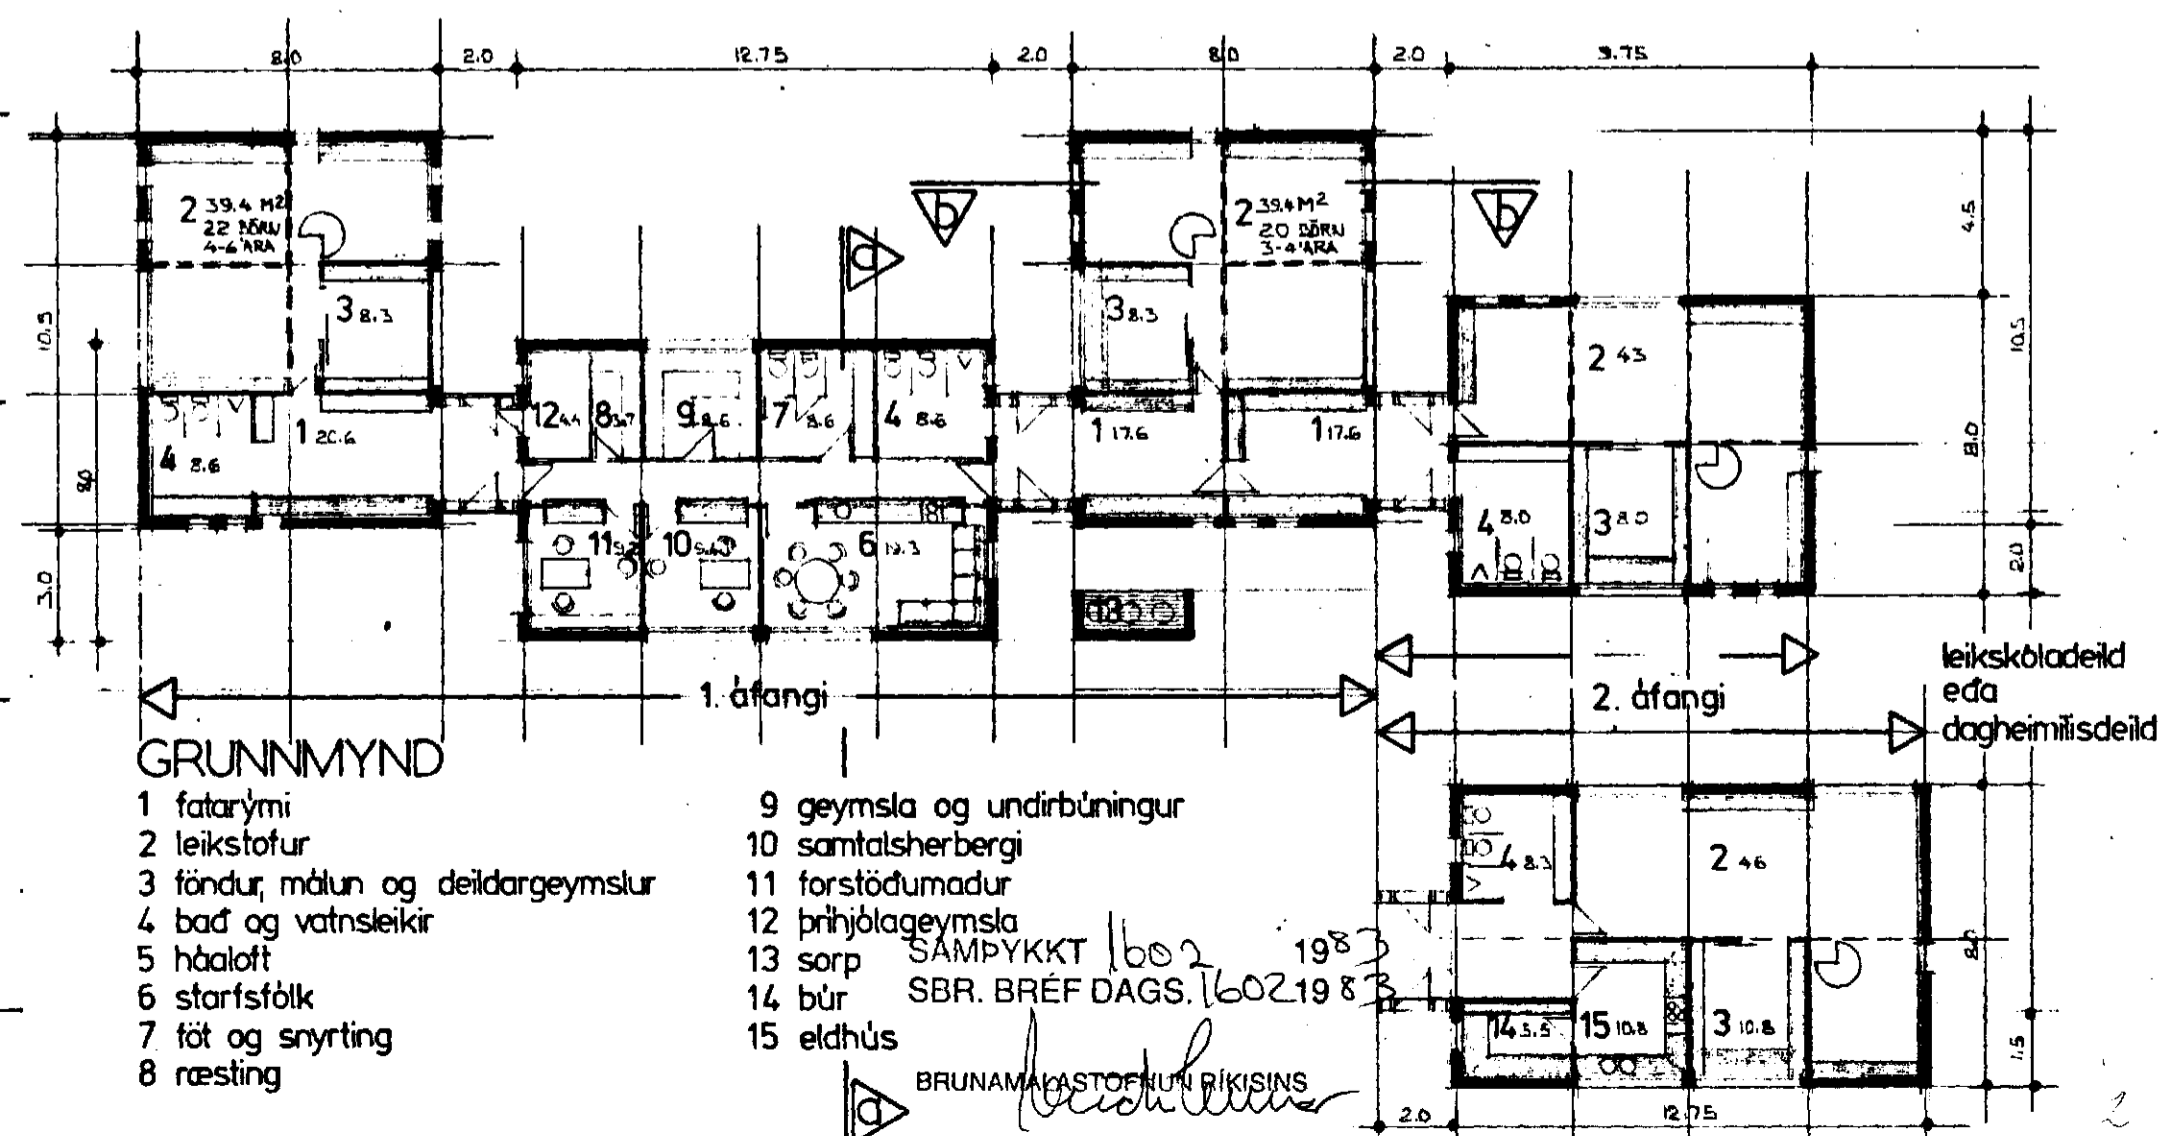 8.0 2.0 12.75 2.0 8.0 2.0 9.75
2 39.4 M2
22 BÖRN
4-6 ÁRA
3 8.3
4 8.6
1 20.6
12 4.4
8
9 8.6
7 8.6
4 8.6
11
10
6 19.3
b
a
2 39.4 M2
20 BÖRN
3-4 ÁRA
3 8.3
1 17.6
1 17.6
13
b
2 43
4 8.0
3 8.0
10.5
8.0
3.0
4.5
10.5
8.0
2.0
1. áfangi
2. áfangi
leikskóladeild
eða
dagheimilisdeild
GRUNNMYND
1 fatarými
2 leikstofur
3 föndur, málun og deildargeymslur
4 bað og vatnsleikir
5 háaloft
6 starfsfólk
7 föt og snyrting
8 ræsting
9 geymsla og undirbúningur
10 samtalsherbergi
11 forstöðumadur
12 þríhjólageymsla
13 sorp
14 búr
15 eldhús
SAMÞYKKT 1602 1983
SBR. BRÉF DAGS. 1602 1983
BRUNAMALASTOFNUN RÍKISINS
a
4 8.3
2 46
14 5.5
15 10.8
3 10.8
8.0
1.5
2.0 12.75
2